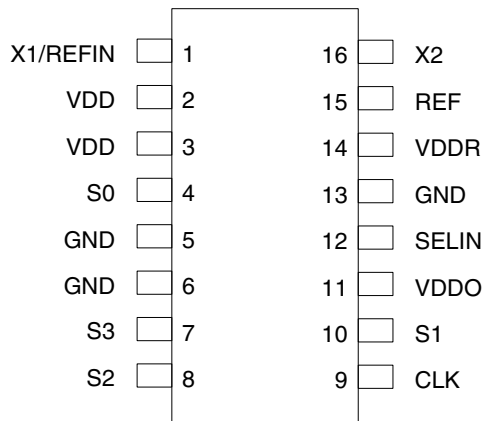 X1/REFIN 1 16 X2
VDD 2 15 REF
VDD 3 14 VDDR
S0 4 13 GND
GND 5 12 SELIN
GND 6 11 VDDO
S3 7 10 S1
S2 8 9 CLK